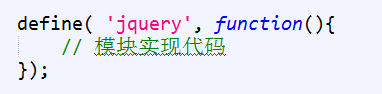 define( 'jquery', function(){
    // 模块实现代码
});